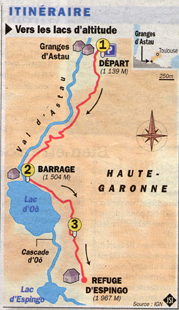 ITINÉRAIRE
Vers les lacs d'altitude
Granges
d'Astau
1
DÉPART
(1 139 M)
Granges
d'Astau
Toulouse
250m
Val d'Astau
2
BARRAGE
(1 504 M)
HAUTE-
GARONNE
Lac
d'Oô
3
Cascade
d'Oô
REFUGE
D'ESPINGO
(1 967 M)
Lac
d'Espingo
Source : IGN